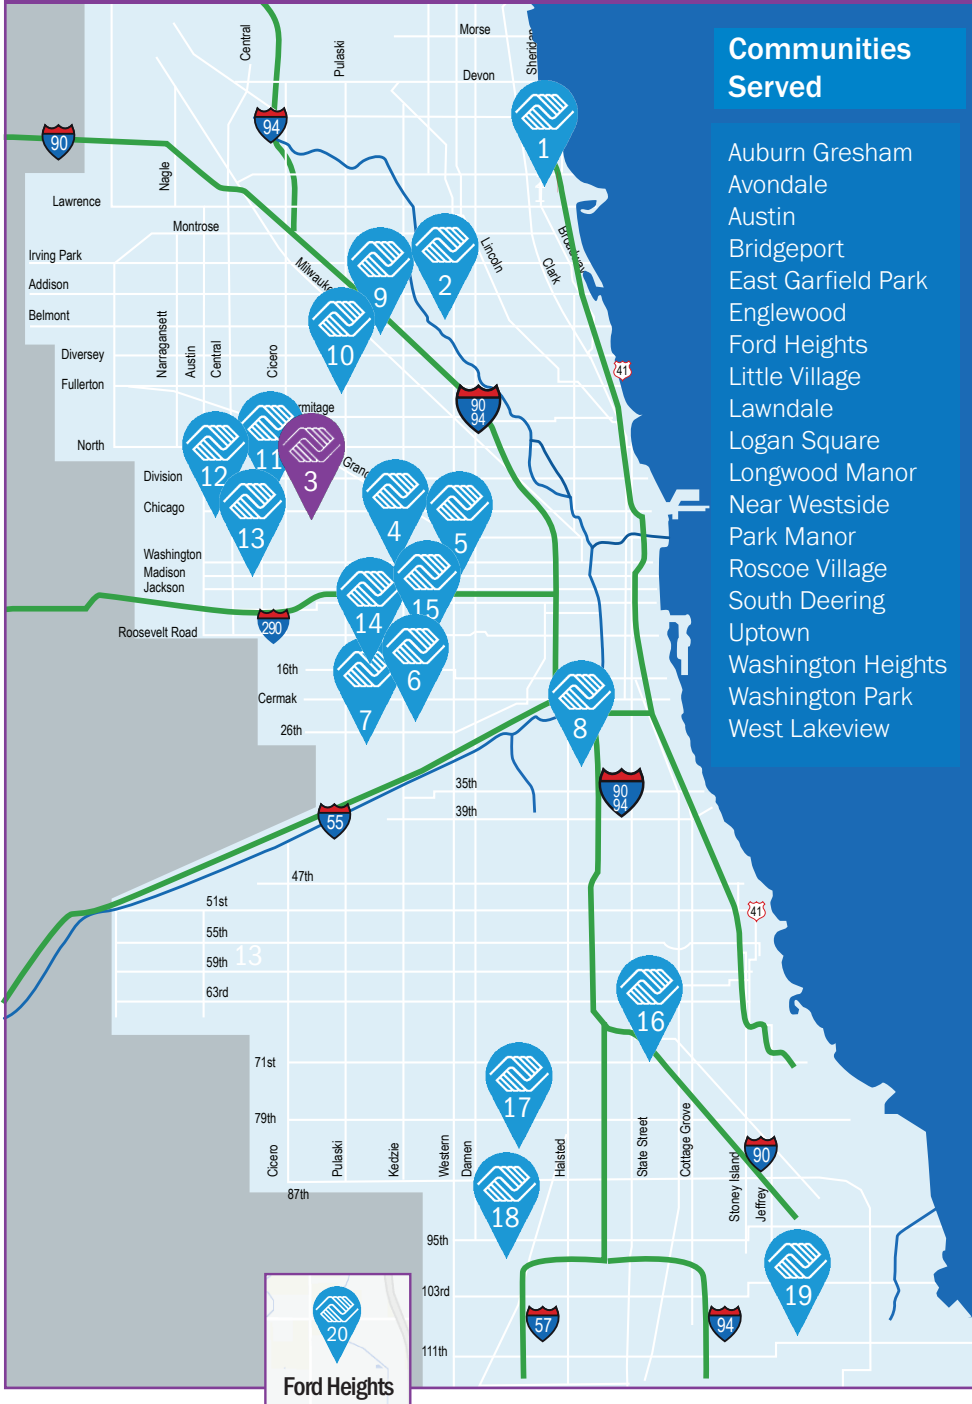 Communities
Served
Auburn Gresham
Avondale
Austin
Bridgeport
East Garfield Park
Englewood
Ford Heights
Little Village
Lawndale
Logan Square
Longwood Manor
Near Westside
Park Manor
Roscoe Village
South Deering
Uptown
Washington Heights
Washington Park
West Lakeview
Morse
Central
Pulaski
Sheridan
Devon
94
90
1
Nagle
Lawrence
Montrose
Irving Park
Lincoln
Broadway
Clark
Milwauke
9
2
Addison
Belmont
10
Narragansett
Austin
Central
Cicero
Diversey
Fullerton
41
90
94
rmitage
North
12
11
3
Grand
Division
Chicago
13
4
5
Washington
Madison
Jackson
14
15
290
Roosevelt Road
16th
6
Cermak
7
8
26th
35th
90
94
39th
55
47th
51st
41
55th
13
59th
63rd
16
71st
17
79th
Cicero
Pulaski
Kedzie
Western
Damen
Halsted
State Street
Cottage Grove
Stoney Island
Jeffrey
90
87th
18
95th
19
103rd
57
94
111th
20
Ford Heights